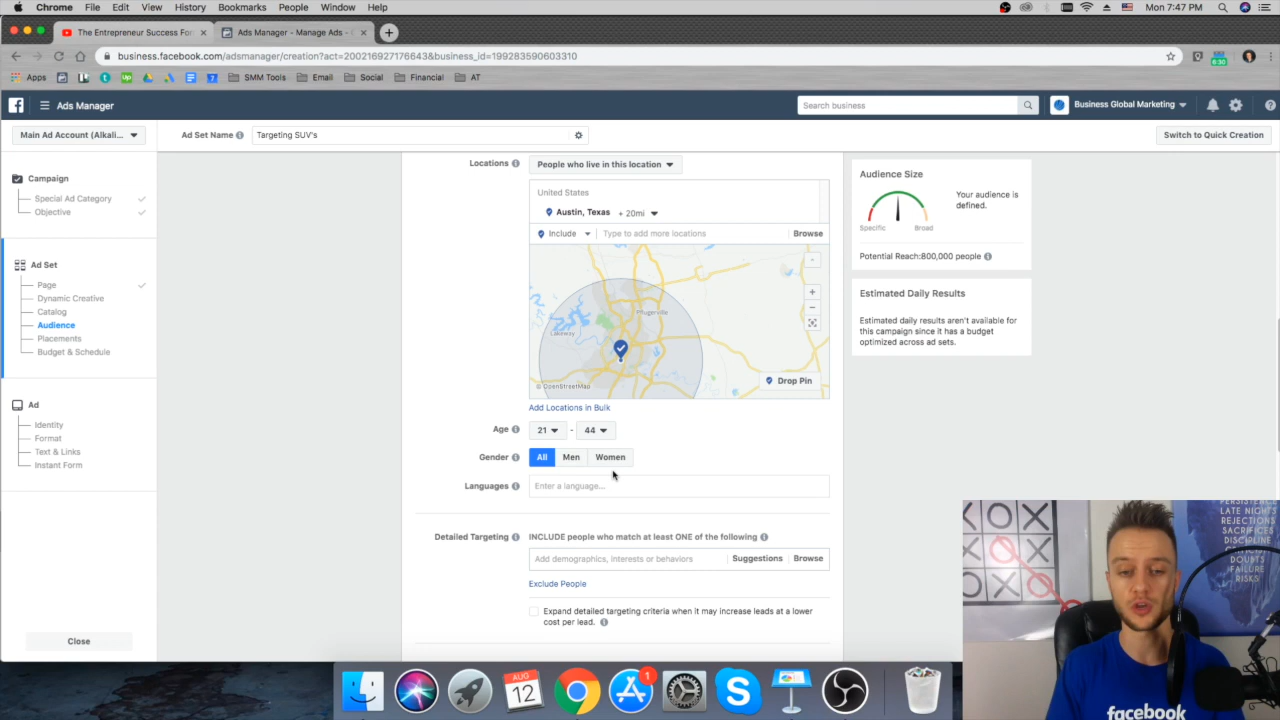 Chrome File Edit View History Bookmarks People Window Help
Mon 7:47 PM
The Entrepreneur Success For
Ads Manager - Manage Ads -
business.facebook.com/adsmanager/creation?act=200216927176643&business_id=199283590603310
6:30
Apps
Up
SMM Tools
Email
Social
Financial
AT
Ads Manager
Search business
Business Global Marketing
Main Ad Account (Alkali...
Ad Set Name
Targeting SUV's
Switch to Quick Creation
Campaign
Special Ad Category
Objective
Ad Set
Page
Dynamic Creative
Catalog
Audience
Placements
Budget & Schedule
Ad
Identity
Format
Text & Links
Instant Form
Close
Locations
People who live in this location
United States
Austin, Texas + 20mi
Include
Type to add more locations
Browse
Pflugerville
Lakeway
© OpenStreetMap
Drop Pin
Add Locations in Bulk
Age
21 - 44
Gender
All Men Women
Languages
Enter a language...
Detailed Targeting
INCLUDE people who match at least ONE of the following
Add demographics, interests or behaviors
Suggestions
Browse
Exclude People
Expand detailed targeting criteria when it may increase leads at a lower
cost per lead.
Audience Size
Your audience is
defined.
Specific Broad
Potential Reach:800,000 people
Estimated Daily Results
Estimated daily results aren't available for
this campaign since it has a budget
optimized across ad sets.
PERSISTENCE
LATE NIGHTS
REJECTIONS
SACRIFICES
DISCIPLINE
DOUBTS
FAILURE
RISKS
facebook
AUG
12
1